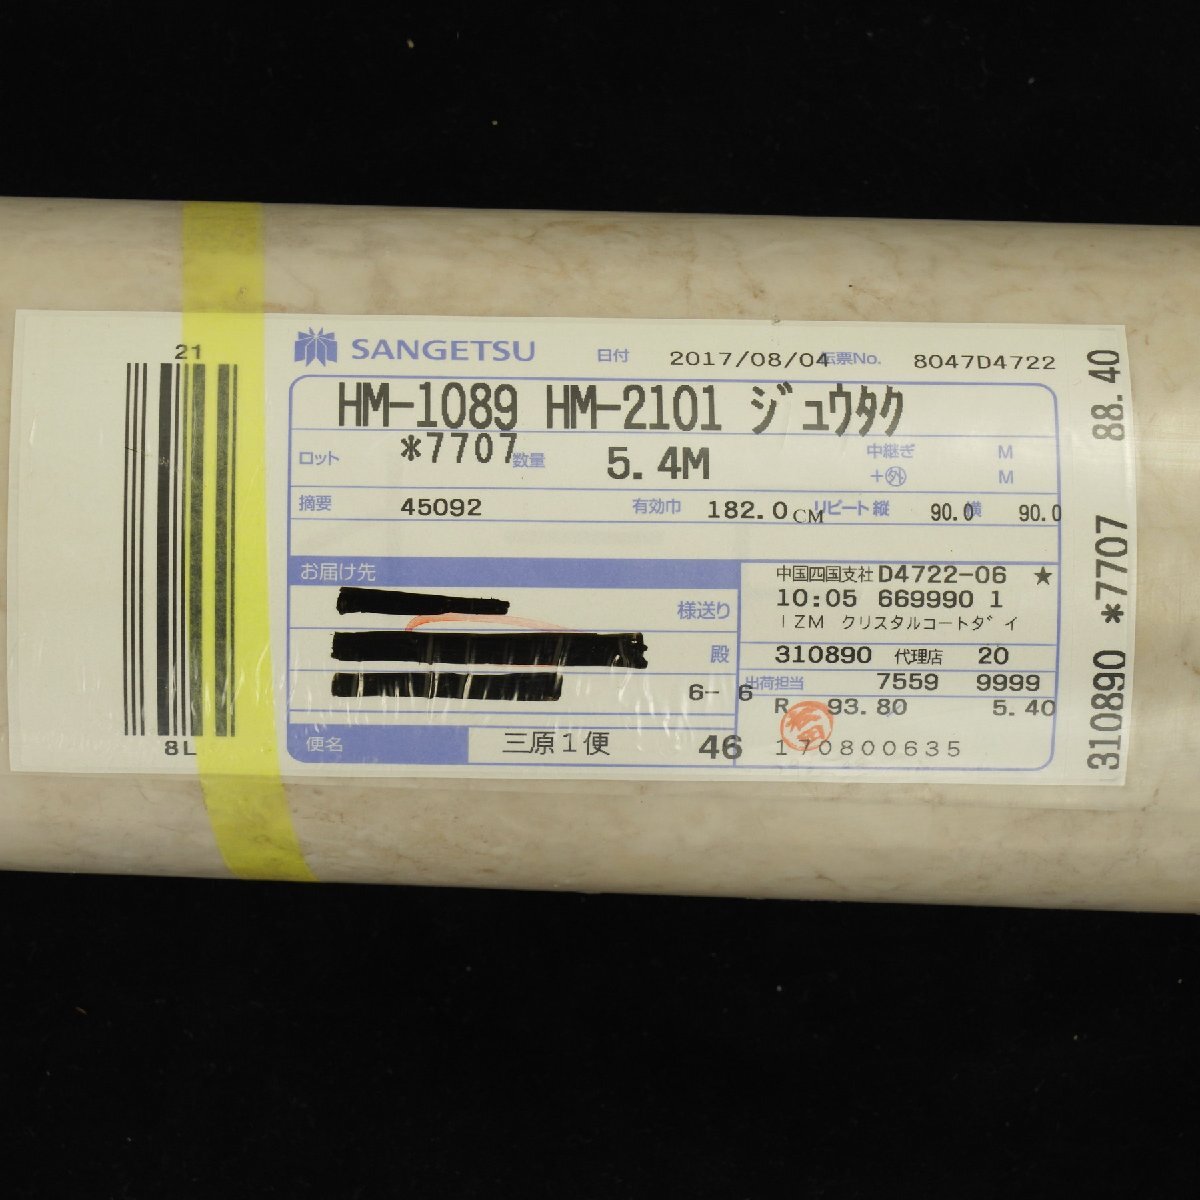 21
8L
SANGETSU 日付 2017/08/04 伝票No. 8047D4722
HM-1089 HM-2101 ジュウタク
ロット *7707 数量 5.4M 中継ぎ M
+外 M
摘要 45092 有効巾 182.0CM リピート 縦 90.0 横 90.0
お届け先
様送り
殿
6- 6
便名 三原1便 46
中国四国支社 D4722-06 ★
10:05 669990 1
IZM クリスタルコートダイ
310890 代理店 20
出荷担当 7559 9999
R 93.80 5.40
170800635
310890 *7707 88.40